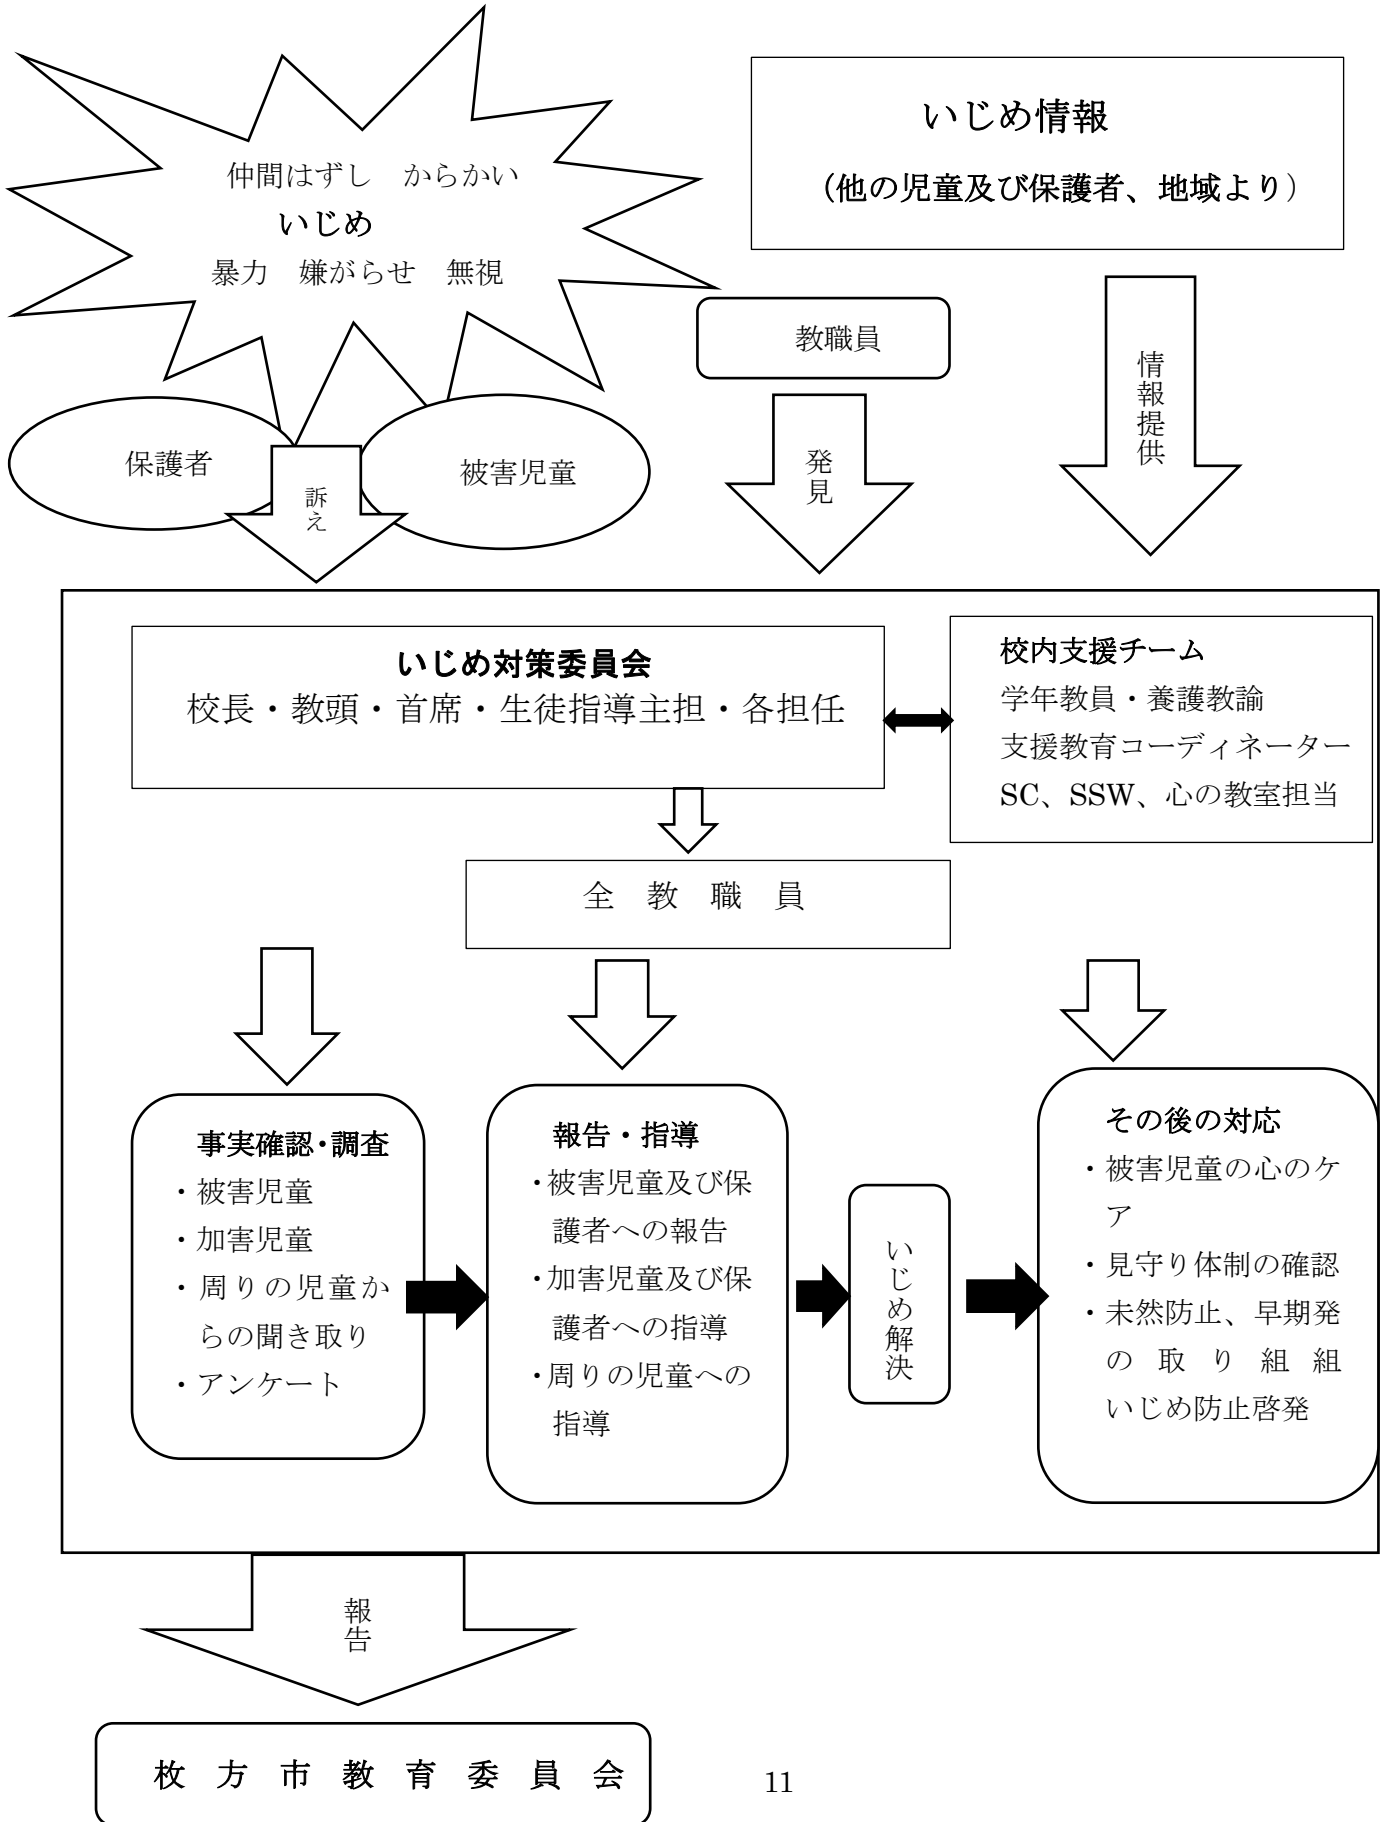 仲間はずし　からかい
いじめ
暴力　嫌がらせ　無視
いじめ情報
（他の児童及び保護者、地域より）
教職員
保護者
被害児童
訴え
発見
情報提供
いじめ対策委員会
校長・教頭・首席・生徒指導主担・各担任
校内支援チーム
学年教員・養護教諭
支援教育コーディネーター
SC、SSW、心の教室担当
全　教　職　員
事実確認・調査
・被害児童
・加害児童
・周りの児童か
らの聞き取り
・アンケート
報告・指導
・被害児童及び保
護者への報告
・加害児童及び保
護者への指導
・周りの児童への
指導
いじめ解決
その後の対応
・被害児童の心のケ
ア
・見守り体制の確認
・未然防止、早期発
の取り組組
いじめ防止啓発
報告
枚方市教育委員会
11